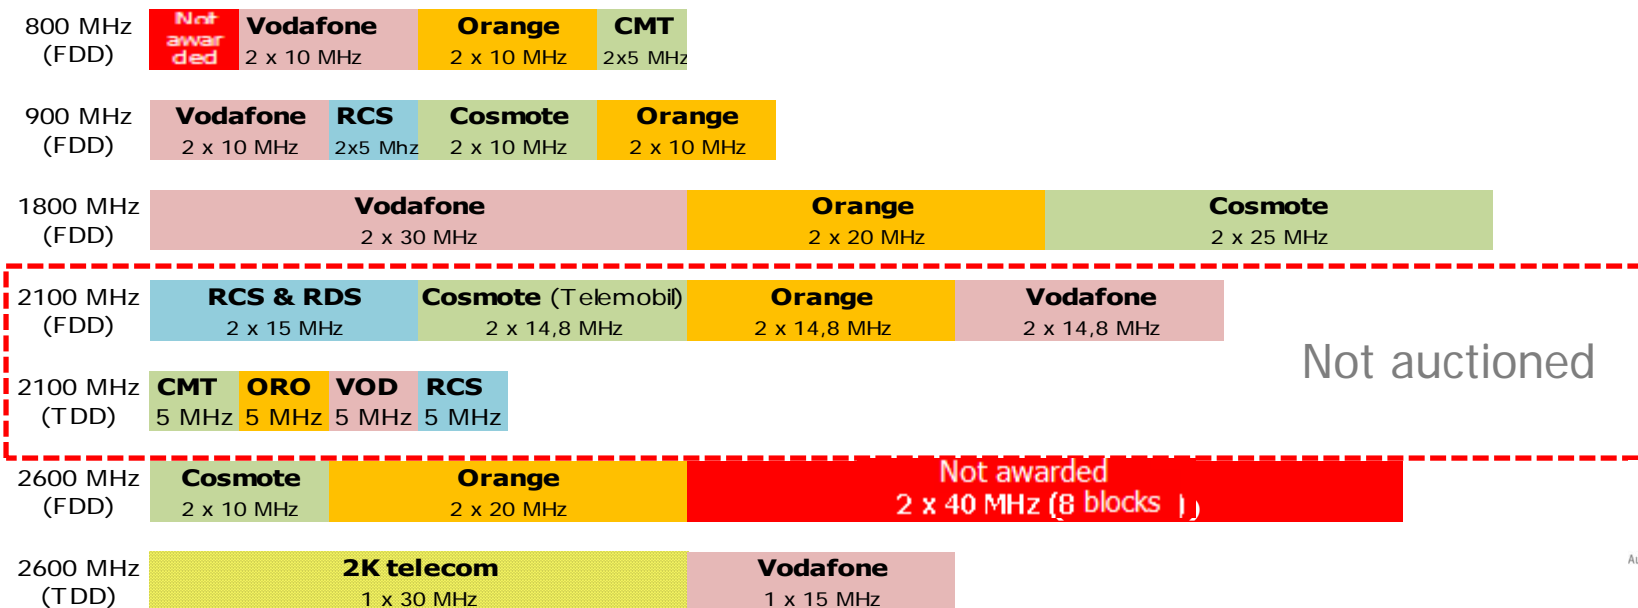 800 MHz
(FDD)
Not
awar
ded
Vodafone
2 x 10 MHz
Orange
2 x 10 MHz
CMT
2x5 MHz
900 MHz
(FDD)
Vodafone
2 x 10 MHz
RCS
2x5 Mhz
Cosmote
2 x 10 MHz
Orange
2 x 10 MHz
1800 MHz
(FDD)
Vodafone
2 x 30 MHz
Orange
2 x 20 MHz
Cosmote
2 x 25 MHz
2100 MHz
(FDD)
RCS & RDS
2 x 15 MHz
Cosmote (Telemobil)
2 x 14,8 MHz
Orange
2 x 14,8 MHz
Vodafone
2 x 14,8 MHz
Not auctioned
2100 MHz
(TDD)
CMT
5 MHz
ORO
5 MHz
VOD
5 MHz
RCS
5 MHz
2600 MHz
(FDD)
Cosmote
2 x 10 MHz
Orange
2 x 20 MHz
Not awarded
2 x 40 MHz (8 blocks )
2600 MHz
(TDD)
2K telecom
1 x 30 MHz
Vodafone
1 x 15 MHz